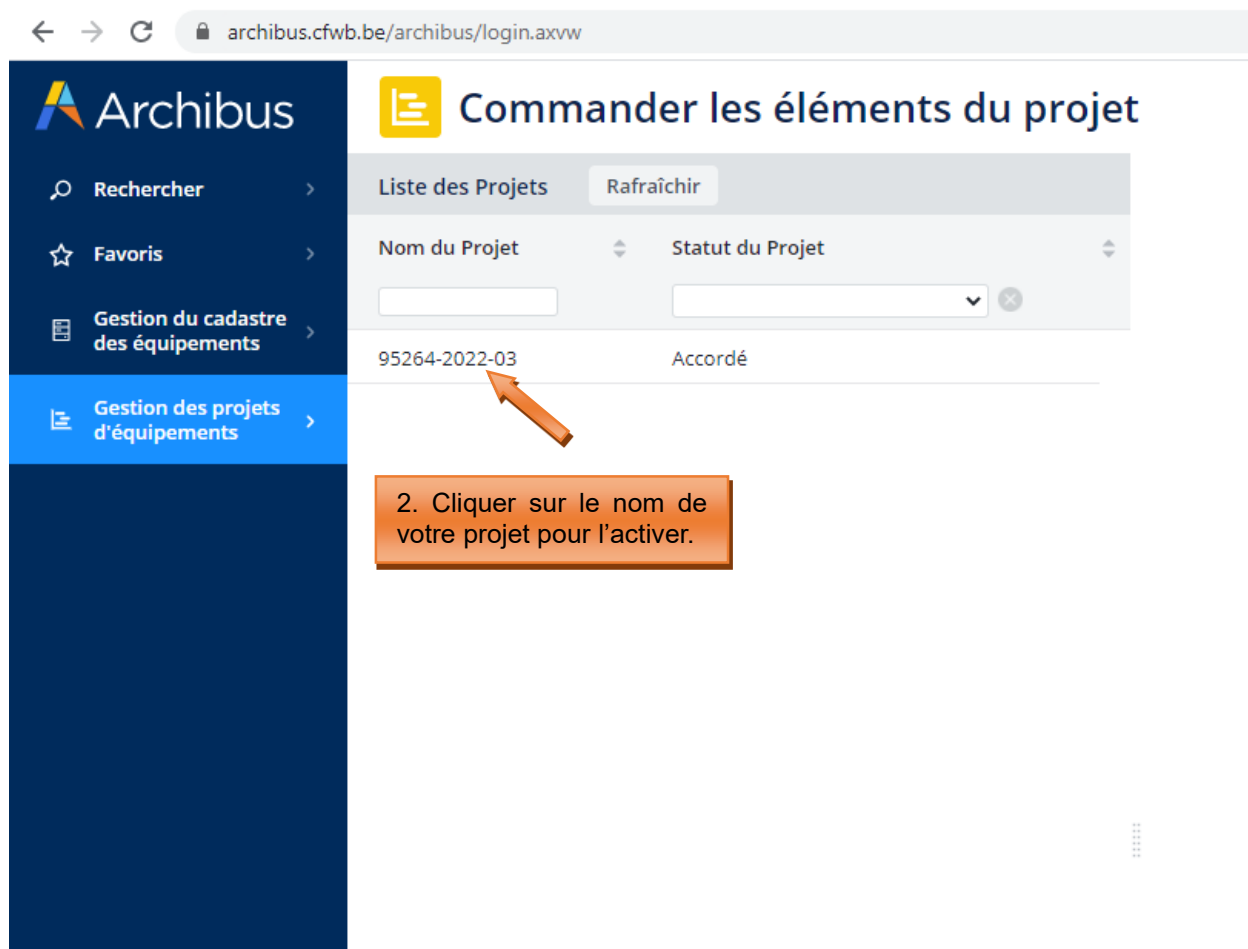 archibus.cfwb.be/archibus/login.axvw
Archibus
Commander les éléments du projet
Rechercher
Liste des Projets Rafraîchir
Favoris
Nom du Projet Statut du Projet
Gestion du cadastre
des équipements
95264-2022-03 Accordé
Gestion des projets
d'équipements
2. Cliquer sur le nom de
votre projet pour l’activer.